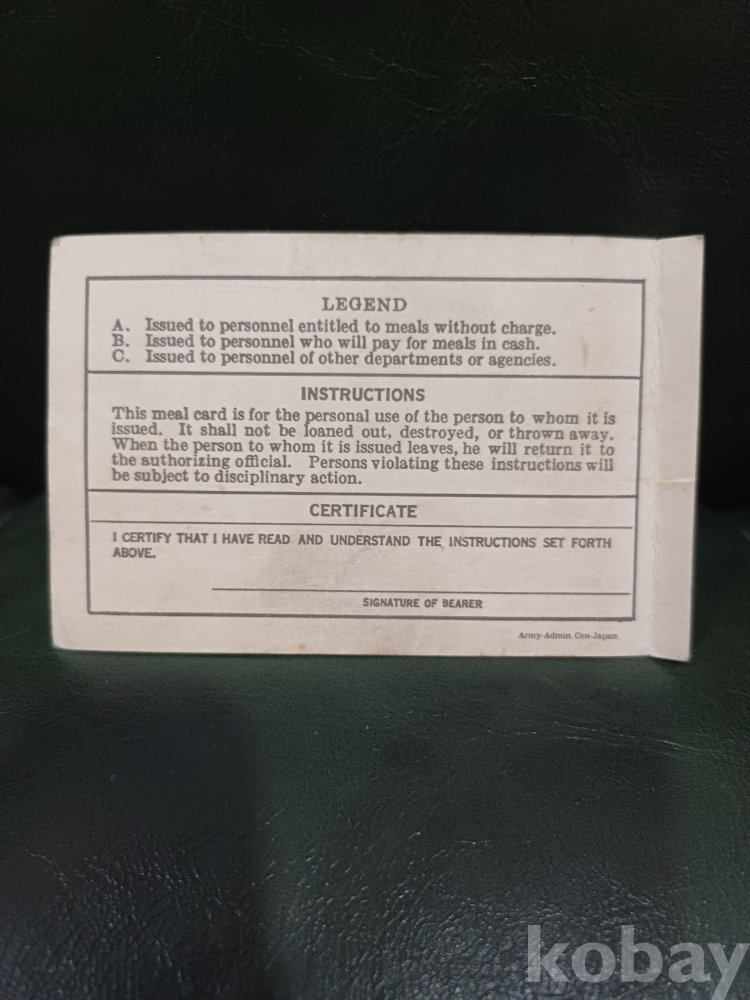 LEGEND
A. Issued to personnel entitled to meals without charge.
B. Issued to personnel who will pay for meals in cash.
C. Issued to personnel of other departments or agencies.
INSTRUCTIONS
This meal card is for the personal use of the person to whom it is
issued. It shall not be loaned out, destroyed, or thrown away.
When the person to whom it is issued leaves, he will return it to
the authorizing official. Persons violating these instructions will
be subject to disciplinary action.
CERTIFICATE
I CERTIFY THAT I HAVE READ AND UNDERSTAND THE INSTRUCTIONS SET FORTH
ABOVE.
SIGNATURE OF BEARER
Army-Admin Cen-Japan
kobay